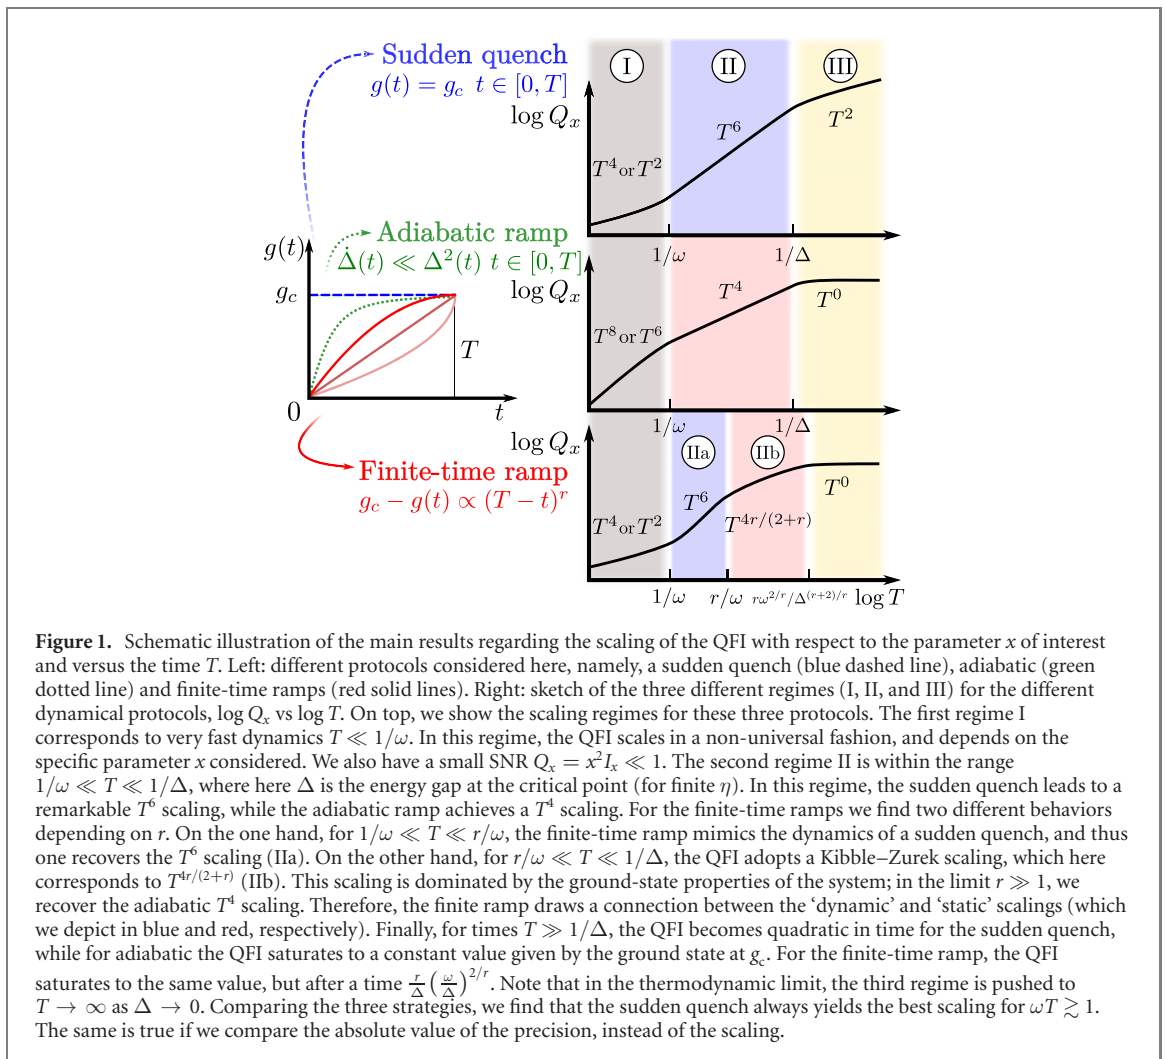 Sudden quench
g(t) = g_c  t ∈ [0, T]
Adiabatic ramp
Δ̇(t) ≪ Δ²(t)  t ∈ [0, T]
g(t)
g_c
T
0
t
Finite-time ramp
g_c − g(t) ∝ (T − t)^r
I
II
III
log Q_x
T⁴ or T²
T⁶
T²
1/ω
1/Δ
log Q_x
T⁸ or T⁶
T⁴
T⁰
1/ω
1/Δ
log Q_x
IIa
IIb
T⁴ or T²
T⁶
T^{4r/(2+r)}
T⁰
1/ω
r/ω
rω^{2/r}/Δ^{(r+2)/r}
log T
Figure 1. Schematic illustration of the main results regarding the scaling of the QFI with respect to the parameter x of interest
and versus the time T. Left: different protocols considered here, namely, a sudden quench (blue dashed line), adiabatic (green
dotted line) and finite-time ramps (red solid lines). Right: sketch of the three different regimes (I, II, and III) for the different
dynamical protocols, log Q_x vs log T. On top, we show the scaling regimes for these three protocols. The first regime I
corresponds to very fast dynamics T ≪ 1/ω. In this regime, the QFI scales in a non-universal fashion, and depends on the
specific parameter x considered. We also have a small SNR Q_x = x²I_x ≪ 1. The second regime II is within the range
1/ω ≪ T ≪ 1/Δ, where here Δ is the energy gap at the critical point (for finite η). In this regime, the sudden quench leads to a
remarkable T⁶ scaling, while the adiabatic ramp achieves a T⁴ scaling. For the finite-time ramps we find two different behaviors
depending on r. On the one hand, for 1/ω ≪ T ≪ r/ω, the finite-time ramp mimics the dynamics of a sudden quench, and thus
one recovers the T⁶ scaling (IIa). On the other hand, for r/ω ≪ T ≪ 1/Δ, the QFI adopts a Kibble–Zurek scaling, which here
corresponds to T^{4r/(2+r)} (IIb). This scaling is dominated by the ground-state properties of the system; in the limit r ≫ 1, we
recover the adiabatic T⁴ scaling. Therefore, the finite ramp draws a connection between the ‘dynamic’ and ‘static’ scalings (which
we depict in blue and red, respectively). Finally, for times T ≫ 1/Δ, the QFI becomes quadratic in time for the sudden quench,
while for adiabatic the QFI saturates to a constant value given by the ground state at g_c. For the finite-time ramp, the QFI
saturates to the same value, but after a time r/Δ (ω/Δ)^{2/r}. Note that in the thermodynamic limit, the third regime is pushed to
T → ∞ as Δ → 0. Comparing the three strategies, we find that the sudden quench always yields the best scaling for ωT ≳ 1.
The same is true if we compare the absolute value of the precision, instead of the scaling.